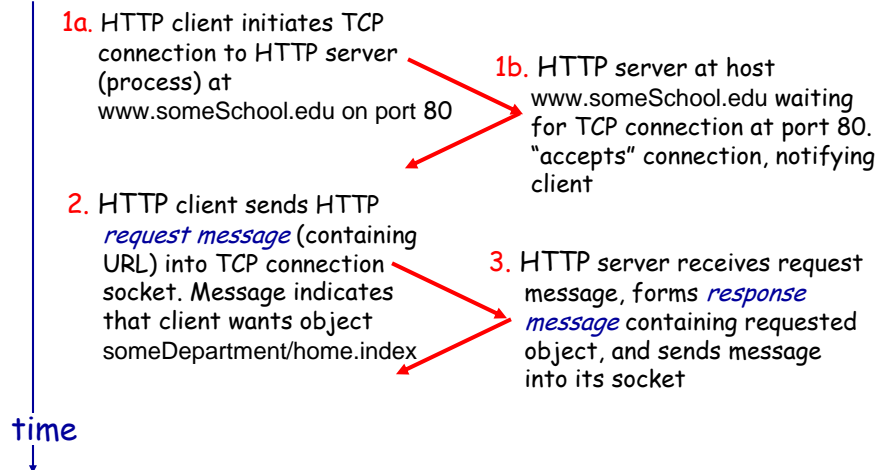 1a. HTTP client initiates TCP
connection to HTTP server
(process) at
www.someSchool.edu on port 80
1b. HTTP server at host
www.someSchool.edu waiting
for TCP connection at port 80.
“accepts” connection, notifying
client
2. HTTP client sends HTTP
request message (containing
URL) into TCP connection
socket. Message indicates
that client wants object
someDepartment/home.index
3. HTTP server receives request
message, forms response
message containing requested
object, and sends message
into its socket
time